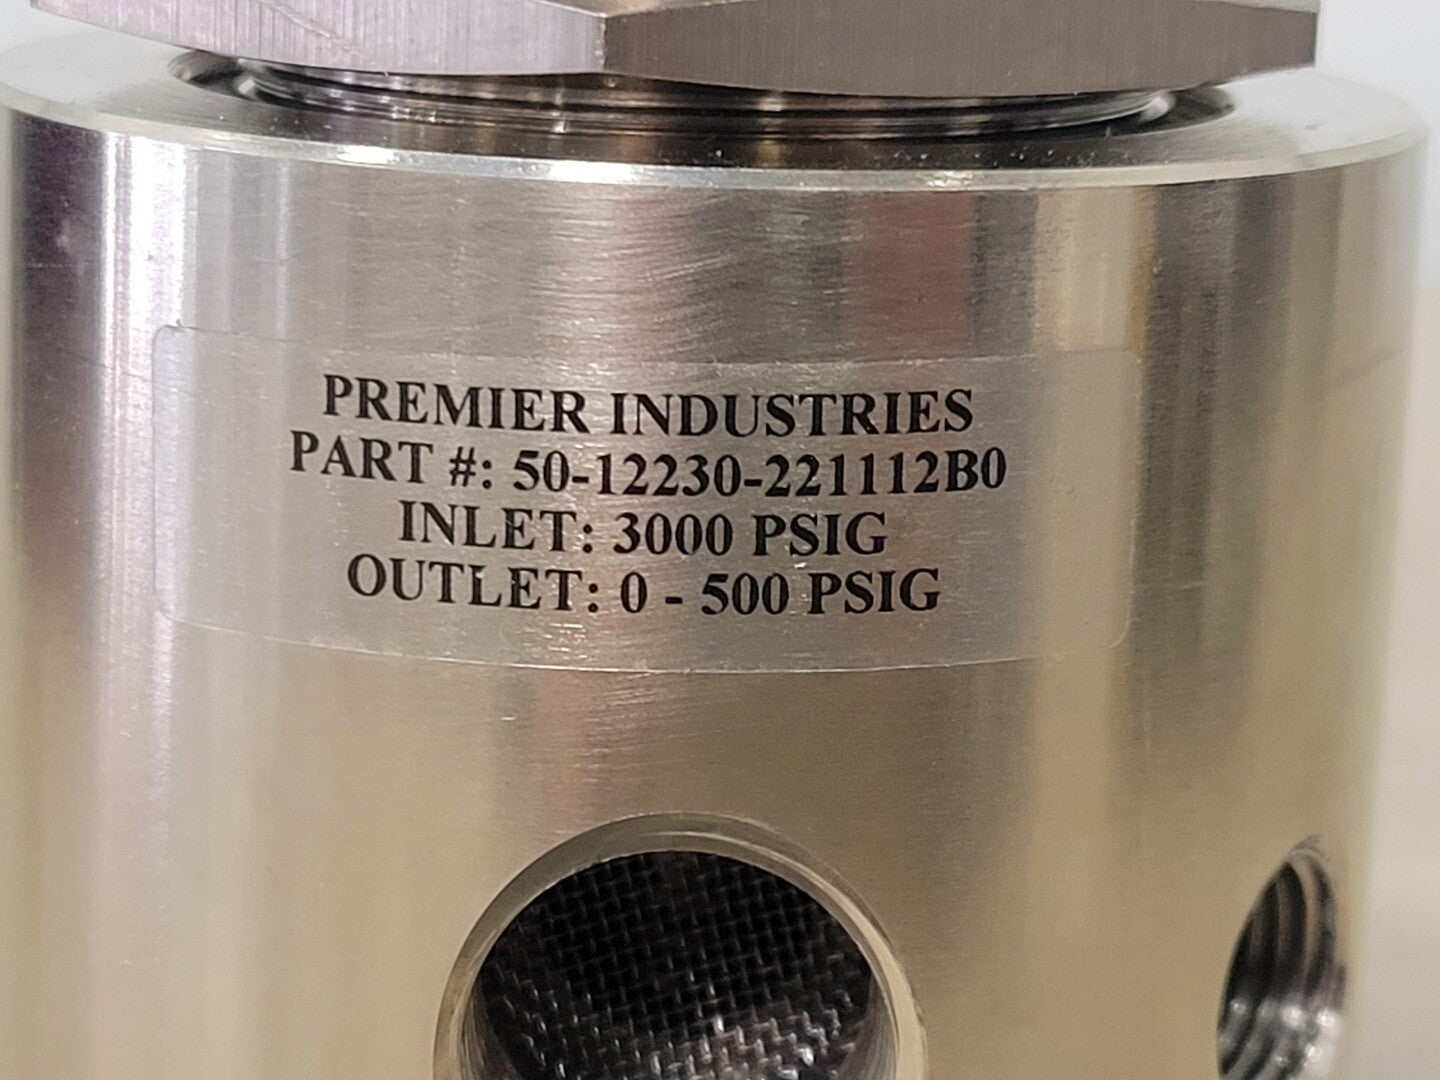 PREMIER INDUSTRIES
PART #: 50-12230-221112B0
INLET: 3000 PSIG
OUTLET: 0 - 500 PSIG